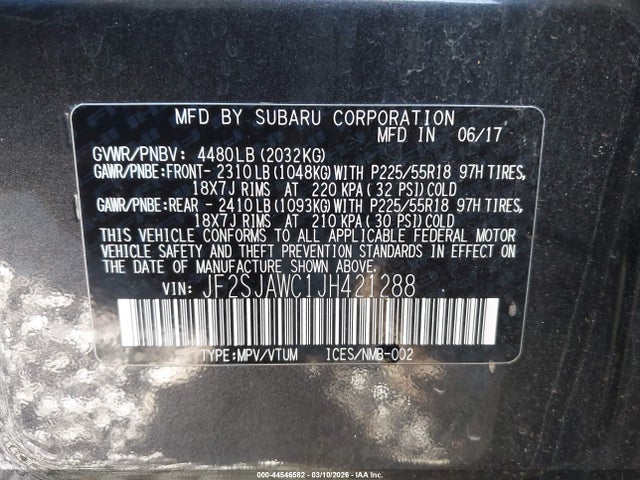 MFD BY SUBARU CORPORATION
MFD IN 06/17
GVWR/PNBV: 4480LB (2032KG)
GAWR/PNBE:FRONT- 2310LB (1048KG) WITH P225/55R18 97H TIRES,
18X7J RIMS AT 220 KPA ( 32 PSI) COLD
GAWR/PNBE:REAR - 2410LB (1093KG) WITH P225/55R18 97H TIRES,
18X7J RIMS AT 210 KPA ( 30 PSI) COLD
THIS VEHICLE CONFORMS TO ALL APPLICABLE FEDERAL MOTOR
VEHICLE SAFETY AND THEFT PREVENTION STANDARDS IN EFFECT ON
THE DATE OF MANUFACTURE SHOWN ABOVE.
VIN: JF2SJAWC1JH421288
TYPE:MPV/VTUM ICES/NMB-002
000-44546582 - 03/10/2026 - IAA Inc.